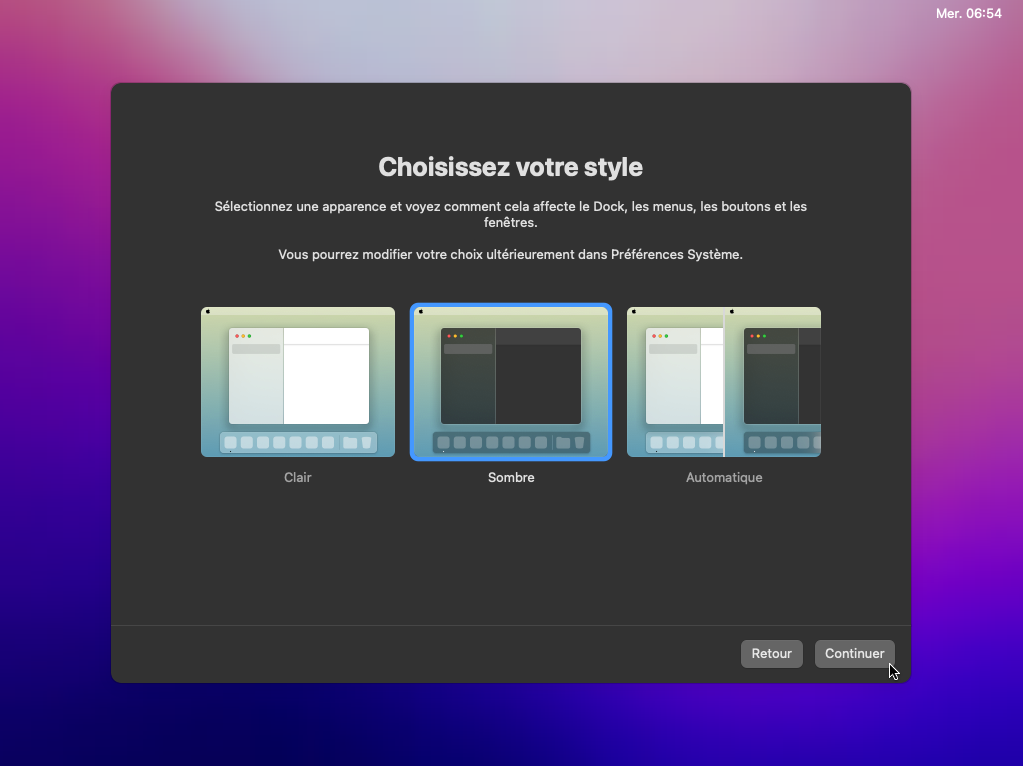 Mer. 06:54
Choisissez votre style
Sélectionnez une apparence et voyez comment cela affecte le Dock, les menus, les boutons et les
fenêtres.
Vous pourrez modifier votre choix ultérieurement dans Préférences Système.
Clair
Sombre
Automatique
Retour
Continuer